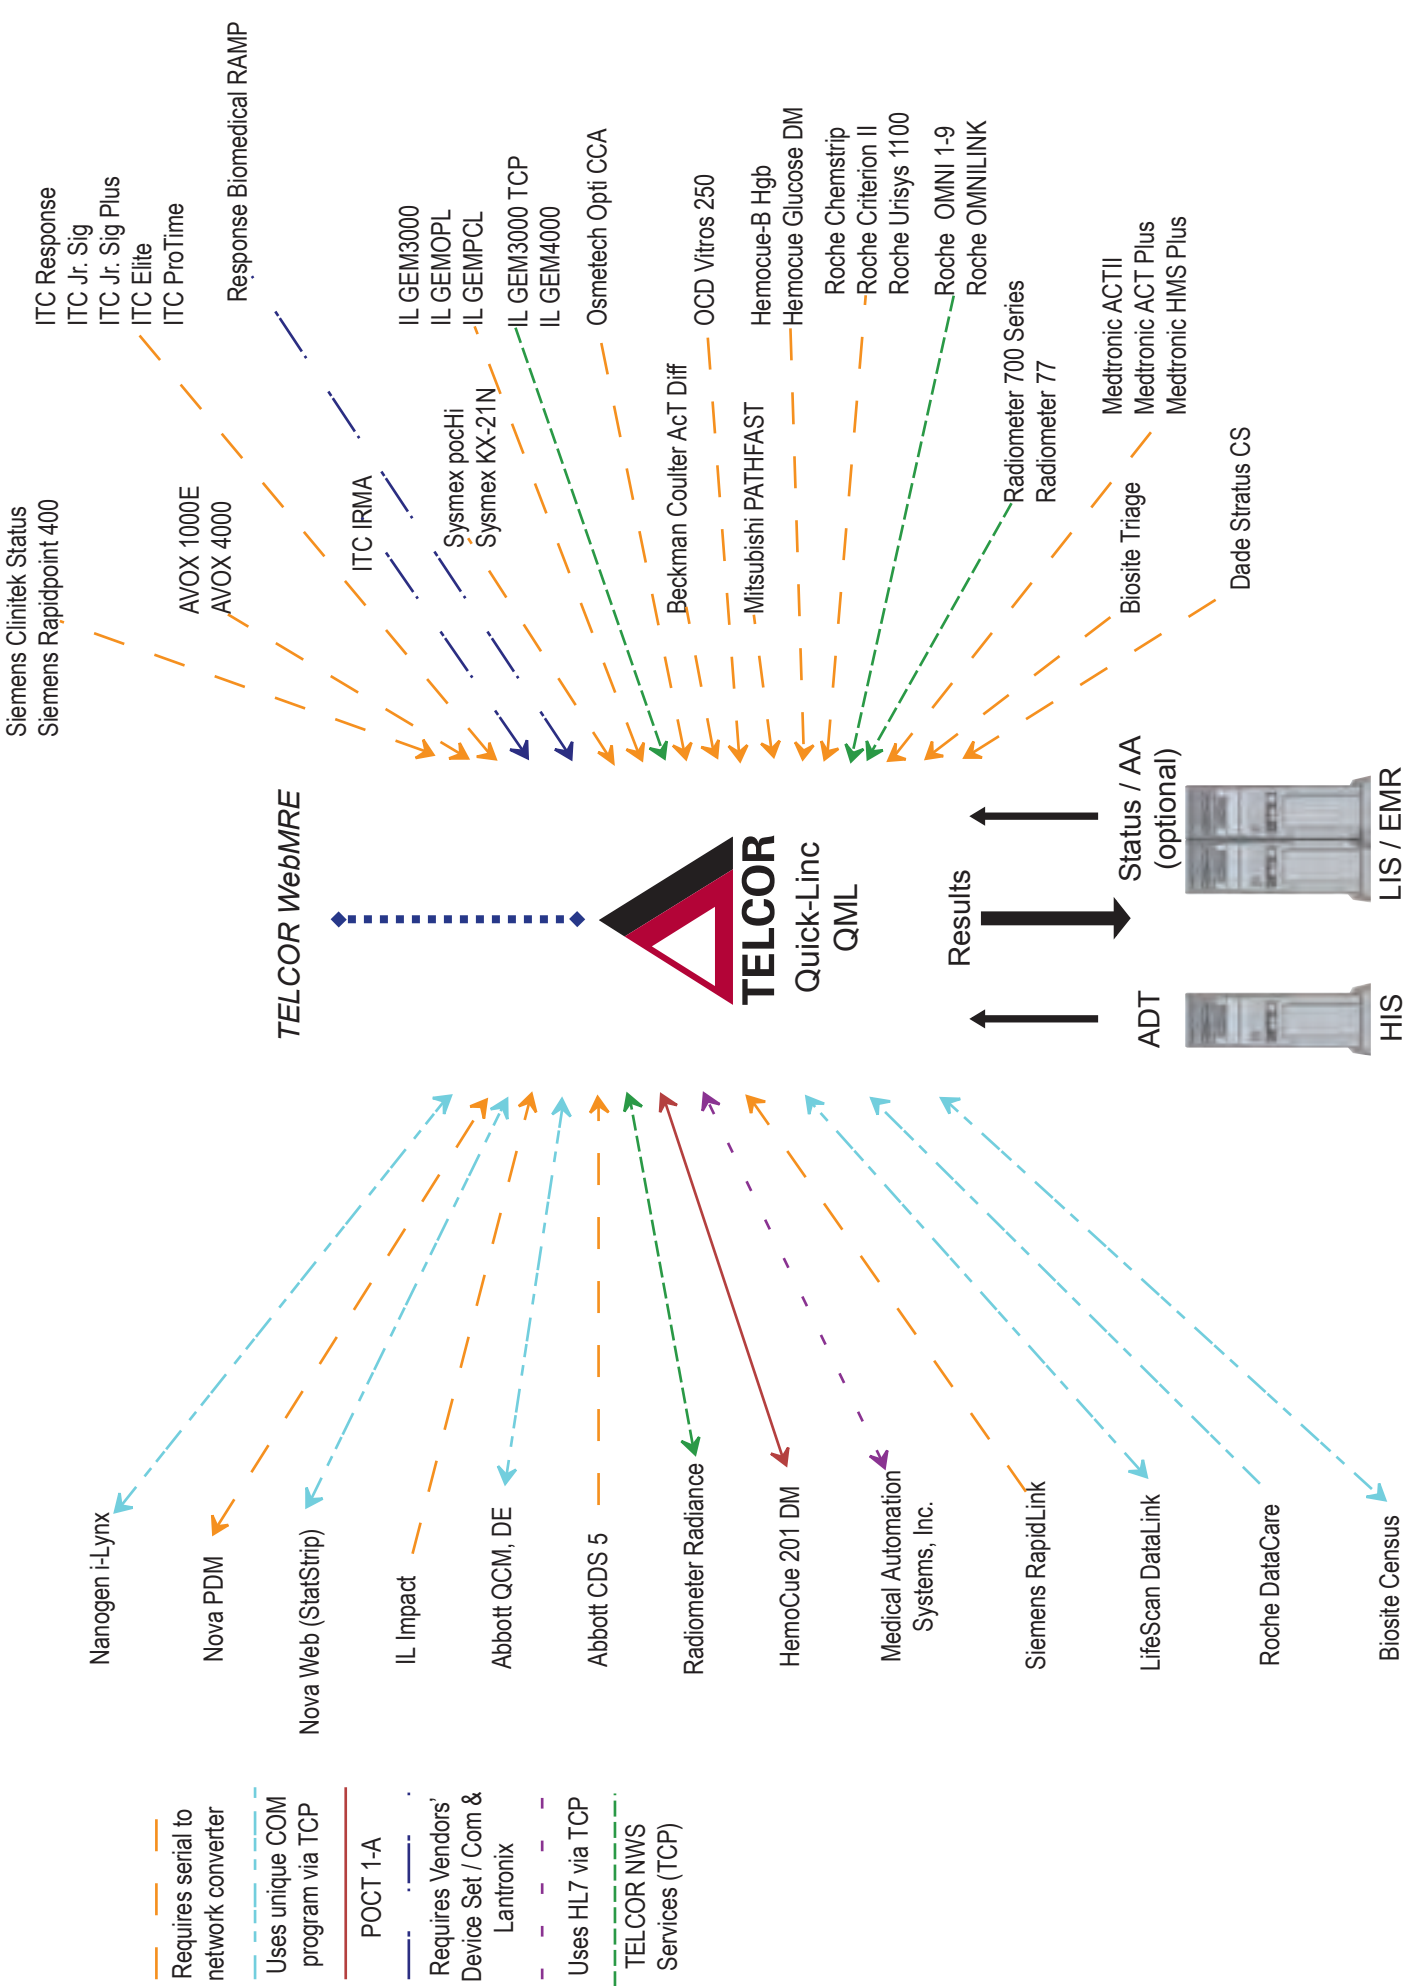 Requires serial to
network converter
Uses unique COM
program via TCP
POCT 1-A
Requires Vendors'
Device Set / Com &
Lantronix
Uses HL7 via TCP
TELCOR NWS
Services (TCP)
Nanogen i-Lynx
Nova PDM
Nova Web (StatStrip)
IL Impact
Abbott QCM, DE
Abbott CDS 5
Radiometer Radiance
HemoCue 201 DM
Medical Automation
Systems, Inc.
Siemens RapidLink
LifeScan DataLink
Roche DataCare
Biosite Census
TELCOR WebMRE
TELCOR
Quick-Linc
QML
Results
ADT
HIS
Status / AA
(optional)
LIS / EMR
Siemens Clinitek Status
Siemens Rapidpoint 400
AVOX 1000E
AVOX 4000
ITC Response
ITC Jr. Sig
ITC Jr. Sig Plus
ITC Elite
ITC ProTime
ITC IRMA
Response Biomedical RAMP
Sysmex pocHi
Sysmex KX-21N
IL GEM3000
IL GEMOPL
IL GEMPCL
IL GEM3000 TCP
IL GEM4000
Osmetech Opti CCA
Beckman Coulter AcT Diff
OCD Vitros 250
Mitsubishi PATHFAST
Hemocue-B Hgb
Hemocue Glucose DM
Roche Chemstrip
Roche Criterion II
Roche Urisys 1100
Roche OMNI 1-9
Roche OMNILINK
Radiometer 700 Series
Radiometer 77
Medtronic ACTII
Medtronic ACT Plus
Medtronic HMS Plus
Biosite Triage
Dade Stratus CS